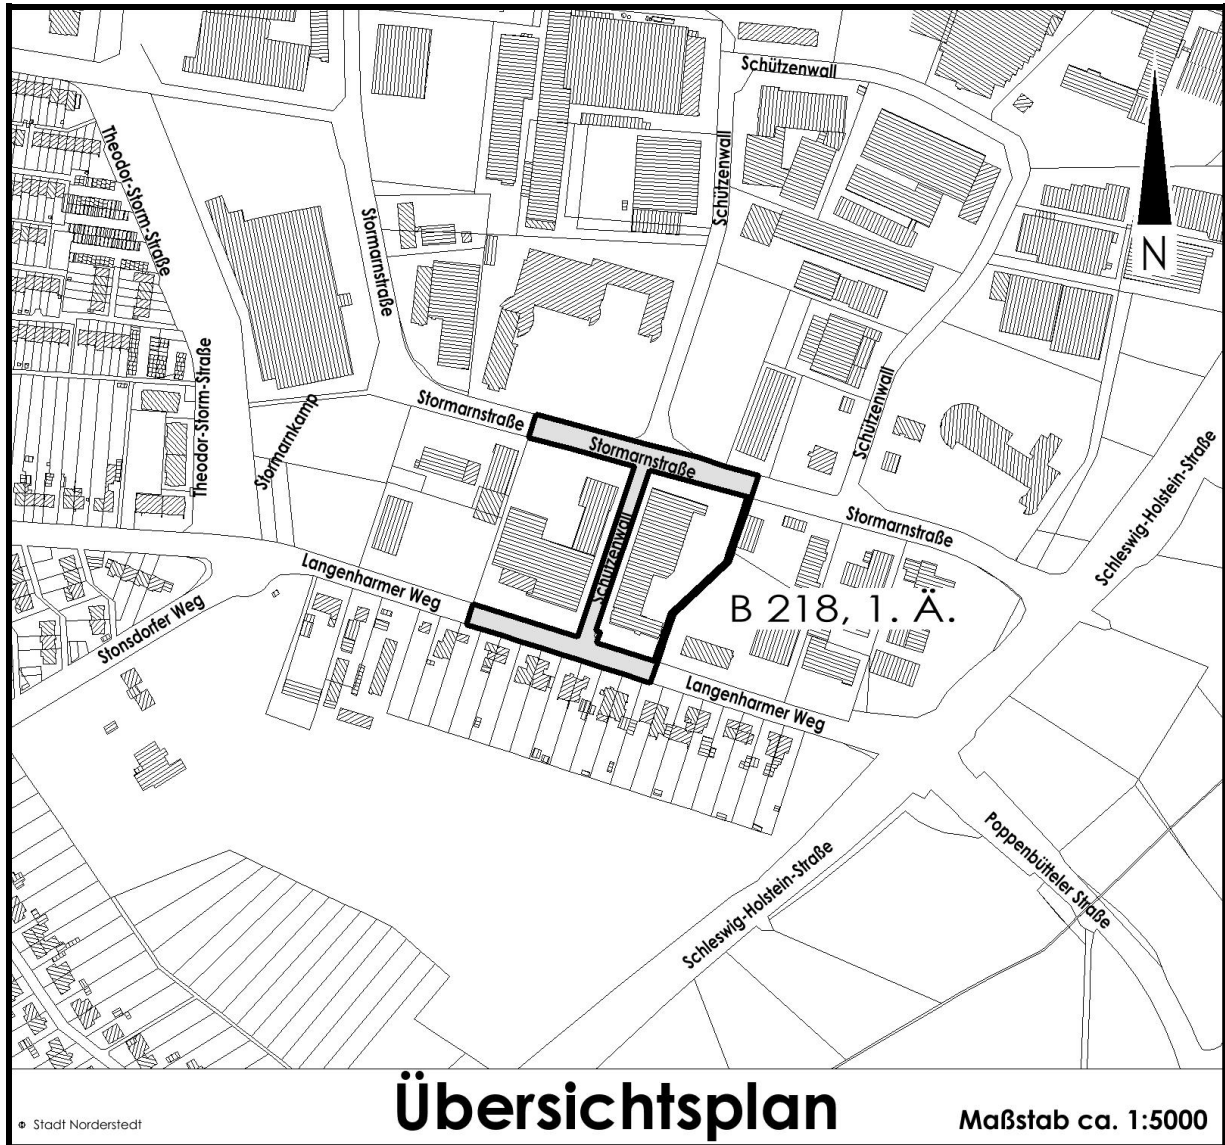 Schützenwall
Theodor-Storm-Straße
Schützenwall
Stormarnstraße
N
Theodor-Storm-Straße
Stormarnkamp
Stormarnstraße
Stormarnstraße
Schützenwall
Schleswig-Holstein-Straße
Stormarnstraße
Schützenwall
Langenharmer Weg
Stonsdorfer Weg
B 218, 1. Ä.
Langenharmer Weg
Schleswig-Holstein-Straße
Poppenbütteler Straße
Übersichtsplan
Stadt Norderstedt
Maßstab ca. 1:5000